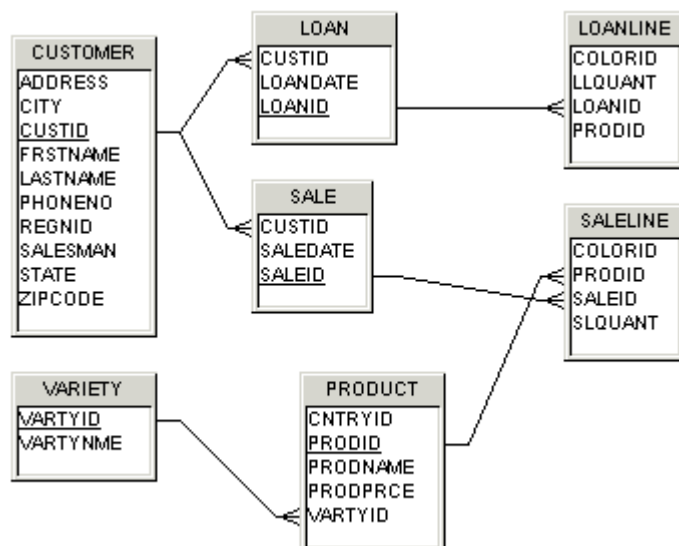 CUSTOMER
ADDRESS
CITY
CUSTID
FRSTNAME
LASTNAME
PHONENO
REGNID
SALESMAN
STATE
ZIPCODE
LOAN
CUSTID
LOANDATE
LOANID
LOANLINE
COLORID
LLQUANT
LOANID
PRODID
SALE
CUSTID
SALEDATE
SALEID
SALELINE
COLORID
PRODID
SALEID
SLQUANT
VARIETY
VARTYID
VARTYNME
PRODUCT
CNTRYID
PRODID
PRODNAME
PRODPRCE
VARTYID